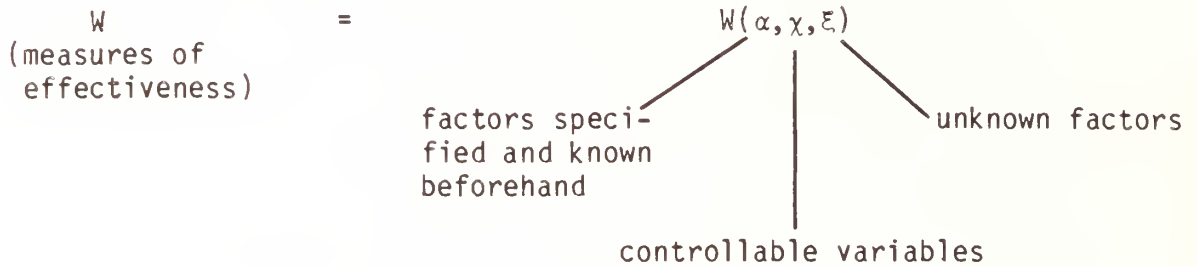 W = W(α,χ,ξ)
(measures of
effectiveness)
factors speci-
fied and known
beforehand
unknown factors
controllable variables